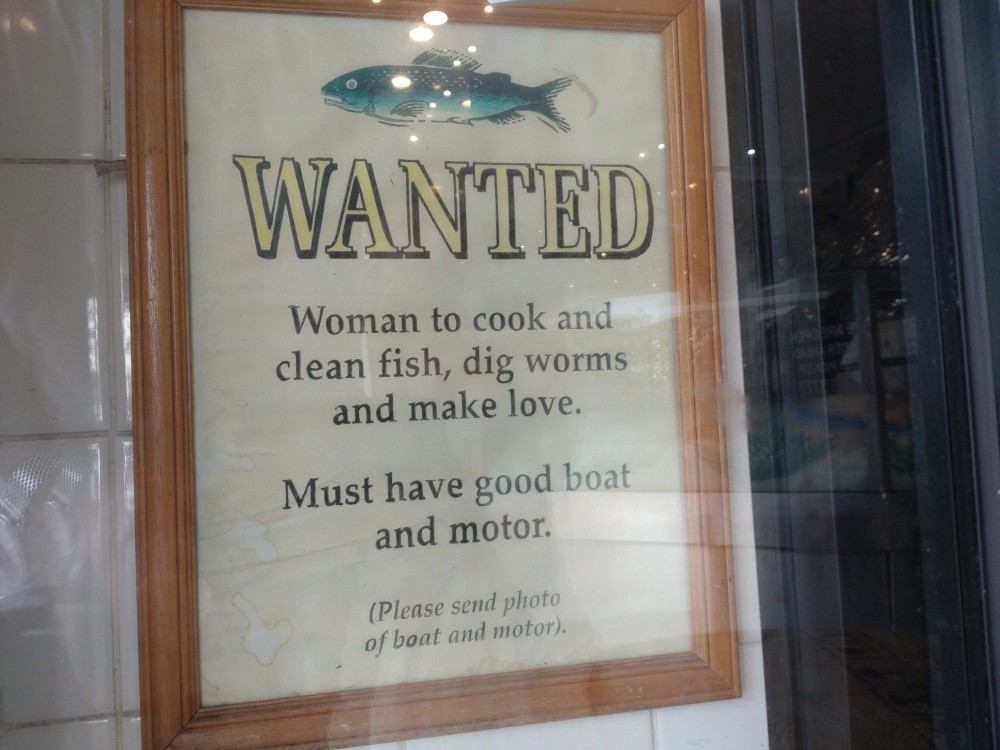 WANTED
Woman to cook and
clean fish, dig worms
and make love.
Must have good boat
and motor.
(Please send photo
of boat and motor).